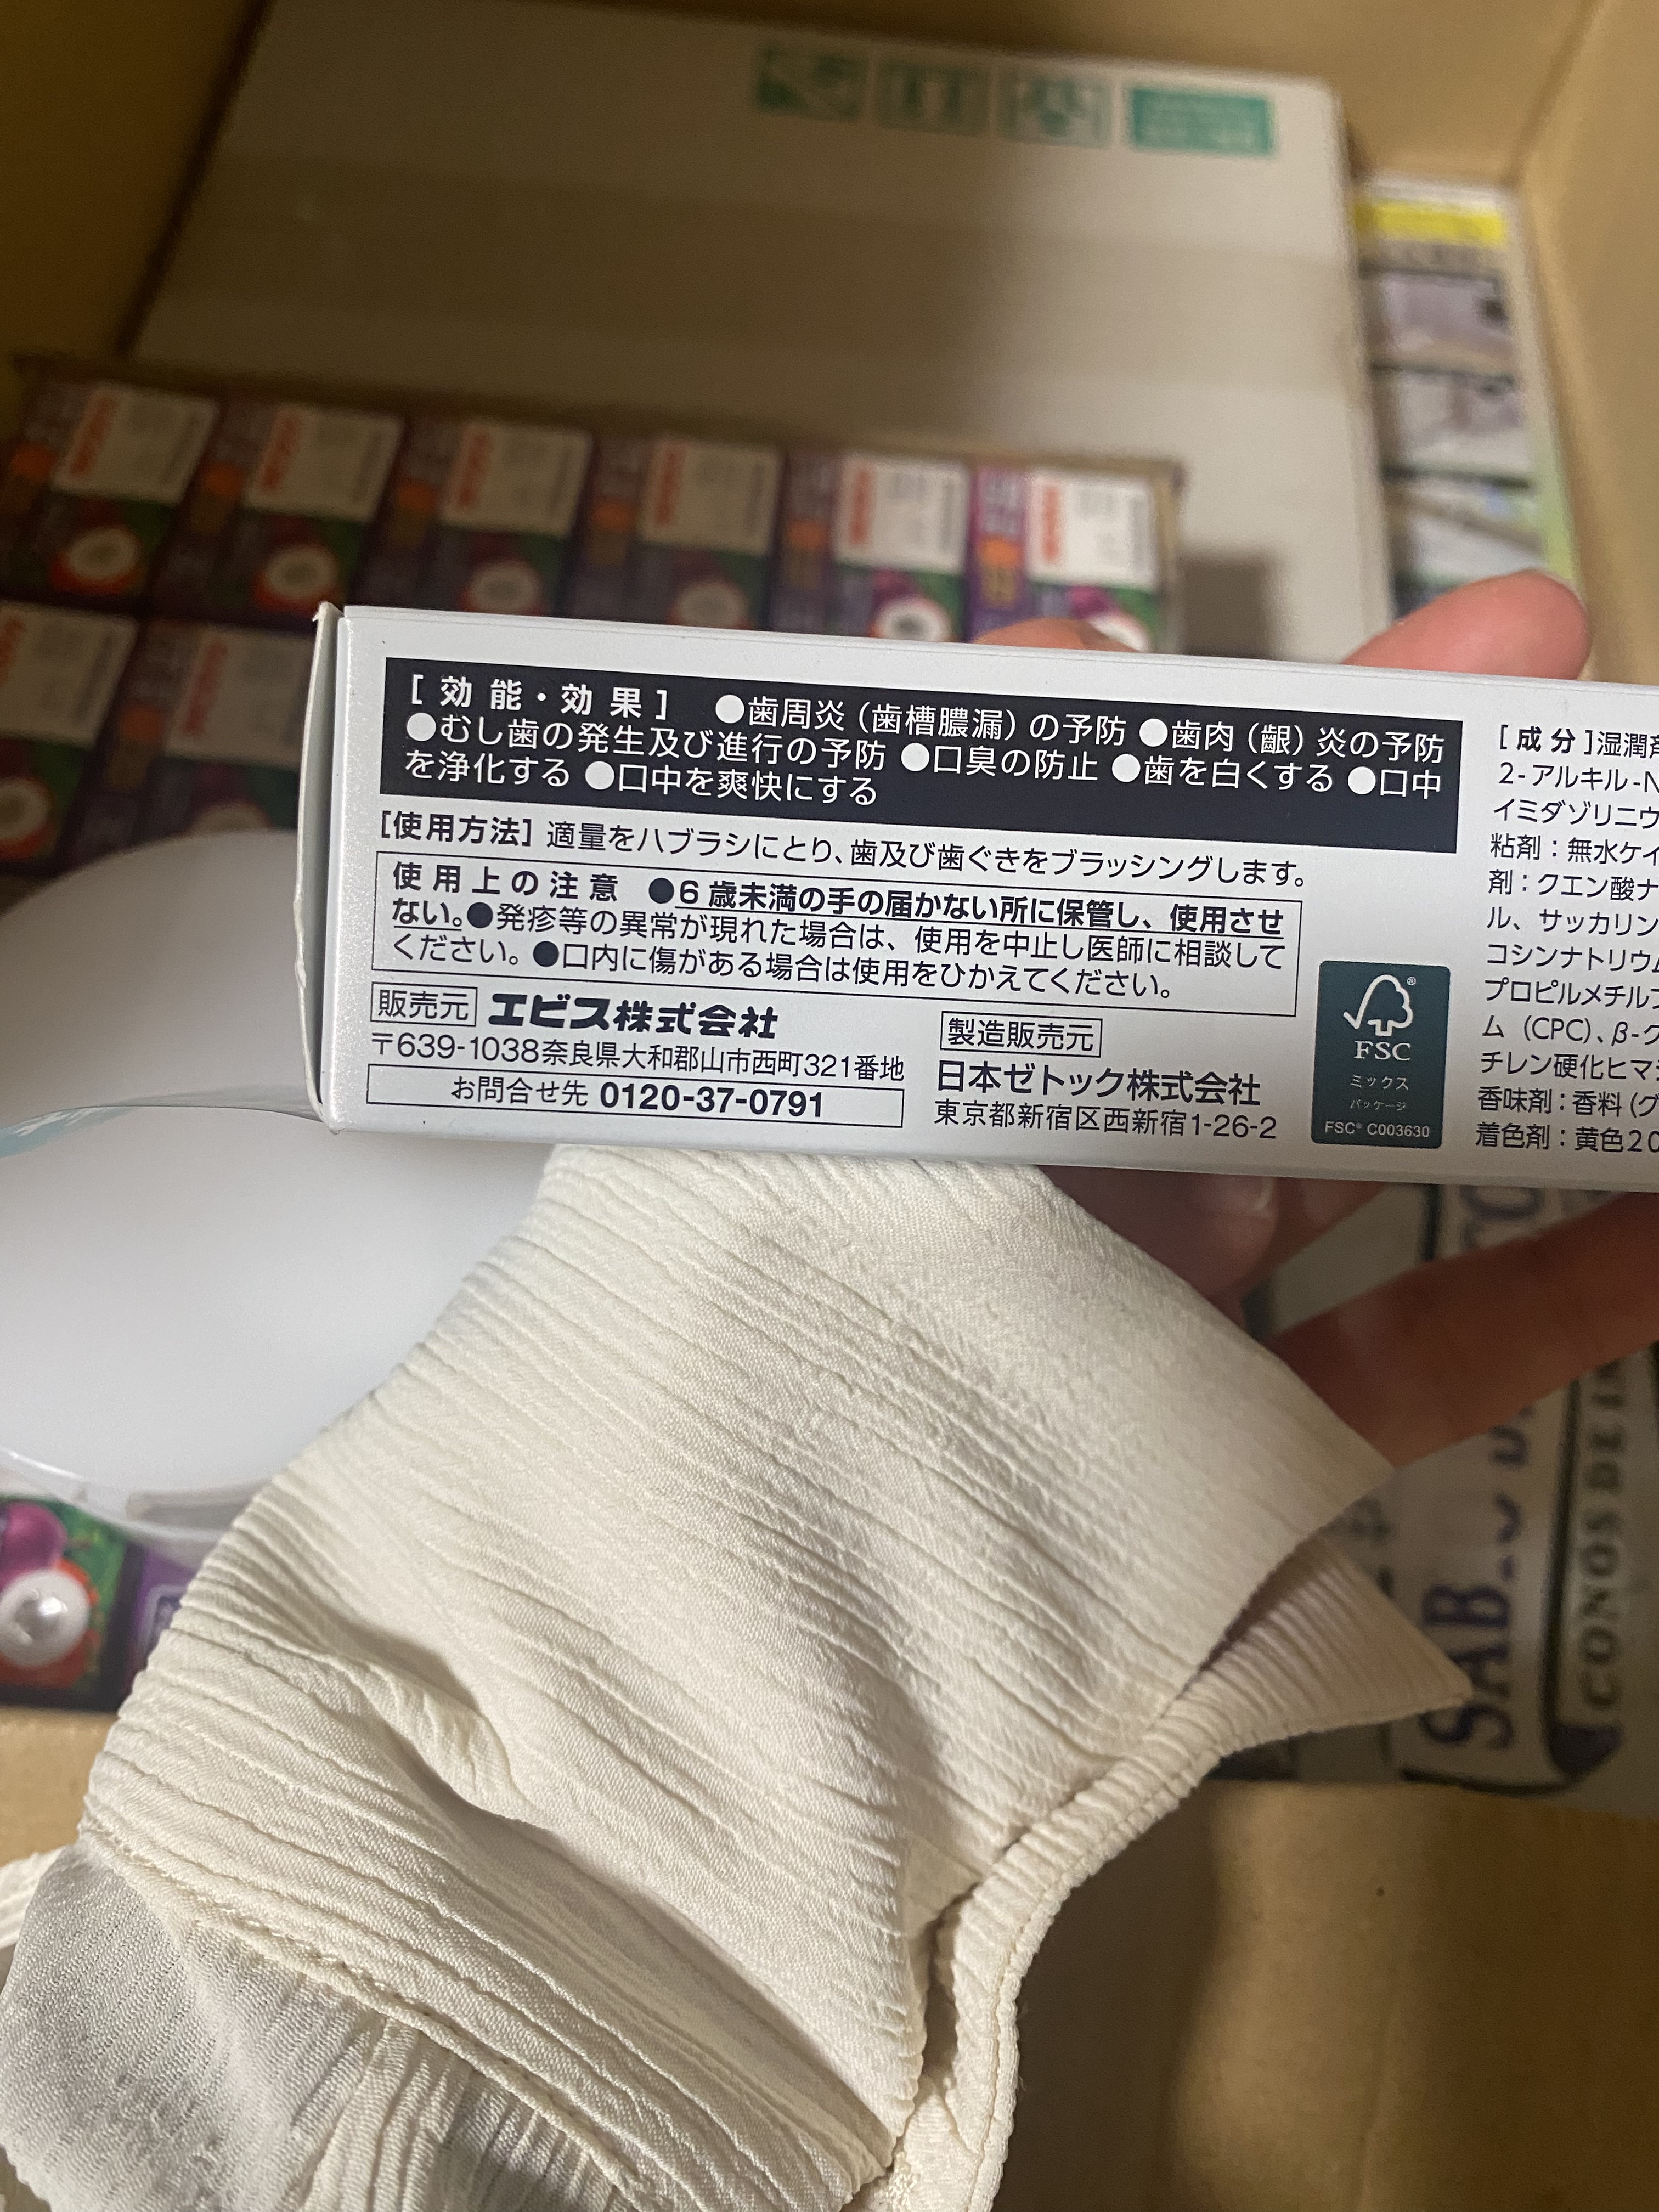 [効能・効果] ●歯周炎(歯槽膿漏)の予防 ●歯肉(齦)炎の予防
●むし歯の発生及び進行の予防 ●口臭の防止 ●歯を白くする ●口中
を浄化する ●口中を爽快にする
[使用方法] 適量をハブラシにとり、歯及び歯ぐきをブラッシングします。
使用上の注意 ●6歳未満の手の届かない所に保管し、使用させ
ない。●発疹等の異常が現れた場合は、使用を中止し医師に相談して
ください。●口内に傷がある場合は使用をひかえてください。
販売元 エビス株式会社
〒639-1038奈良県大和郡山市西町321番地
お問合せ先 0120-37-0791
製造販売元
日本ゼトック株式会社
東京都新宿区西新宿1-26-2
FSC
ミックス
パッケージ
FSC® C003630
[成分]湿潤
2-アルキル-N
イミダゾリニウ
粘剤:無水ケイ
剤:クエン酸ナ
ル、サッカリン
コシンナトリウム
プロピルメチル
ム(CPC)、β-グ
チレン硬化ヒマシ
香味剤:香料(グ
着色剤:黄色20
CONOS DE IN